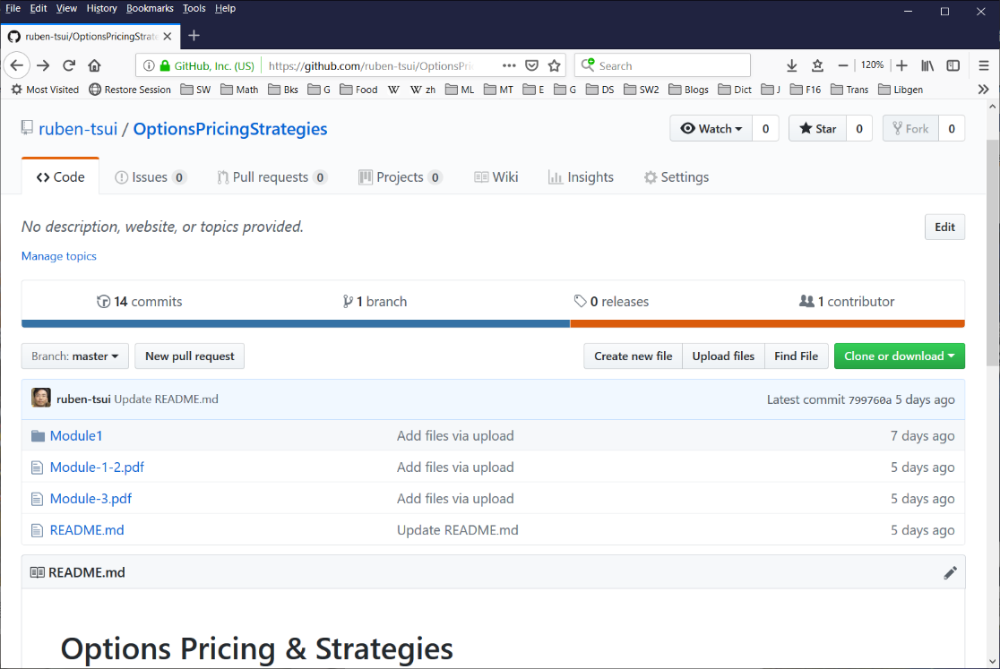 File Edit View History Bookmarks Tools Help
ruben-tsui/OptionsPricingStrate
GitHub, Inc. (US) https://github.com/ruben-tsui/OptionsPri Search 120%
Most Visited Restore Session SW Math Bks G Food W W zh ML MT E G DS SW2 Blogs Dict J F16 Trans Libgen
ruben-tsui / OptionsPricingStrategies Watch 0 Star 0 Fork 0
Code Issues 0 Pull requests 0 Projects 0 Wiki Insights Settings
No description, website, or topics provided. Edit
Manage topics
14 commits 1 branch 0 releases 1 contributor
Branch: master New pull request Create new file Upload files Find File Clone or download
ruben-tsui Update README.md Latest commit 799760a 5 days ago
Module1 Add files via upload 7 days ago
Module-1-2.pdf Add files via upload 5 days ago
Module-3.pdf Add files via upload 5 days ago
README.md Update README.md 5 days ago
README.md
Options Pricing & Strategies